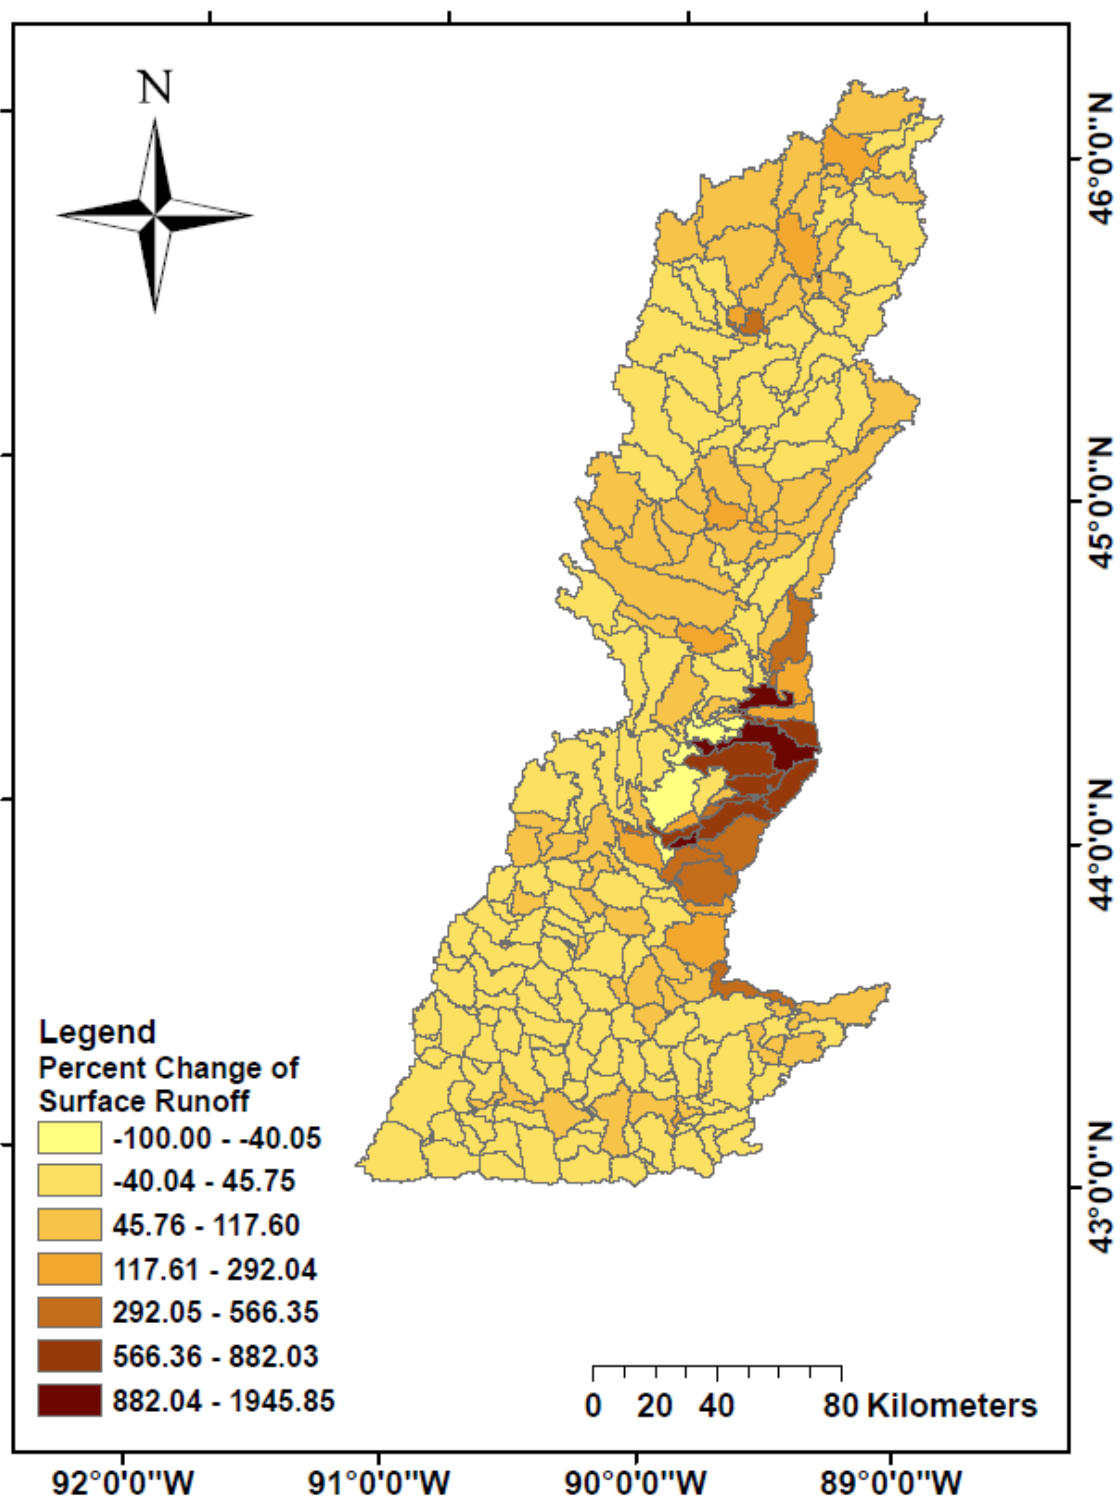 N
46°0'0"N
45°0'0"N
44°0'0"N
43°0'0"N
Legend
Percent Change of
Surface Runoff
-100.00 - -40.05
-40.04 - 45.75
45.76 - 117.60
117.61 - 292.04
292.05 - 566.35
566.36 - 882.03
882.04 - 1945.85
0 20 40 80 Kilometers
92°0'0"W 91°0'0"W 90°0'0"W 89°0'0"W